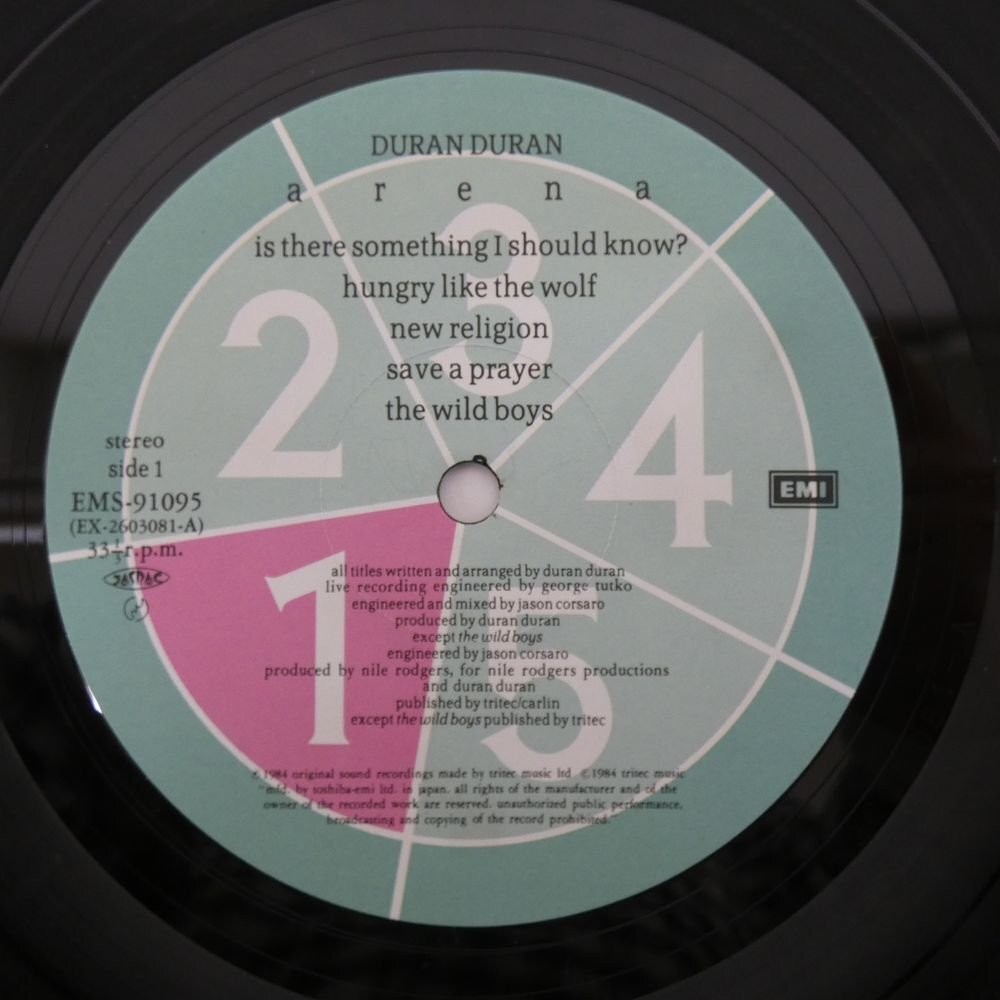 DURAN DURAN
a r e n a
is there something I should know?
hungry like the wolf
new religion
save a prayer
the wild boys
2
3
4
1
5
stereo
side 1
EMS-91095
(EX-2603081-A)
33⅓r.p.m.
JASRAC
EMI
all titles written and arranged by duran duran
live recording engineered by george tutko
engineered and mixed by jason corsaro
produced by duran duran
except the wild boys
engineered by jason corsaro
produced by nile rodgers, for nile rodgers productions
and duran duran
published by tritec/carlin
except the wild boys published by tritec
℗ 1984 original sound recordings made by tritec music ltd © 1984 tritec music
"mfd. by toshiba-emi ltd. in japan. all rights of the manufacturer and of the
owner of the recorded work are reserved. unauthorized public performance,
broadcasting and copying of the record prohibited."